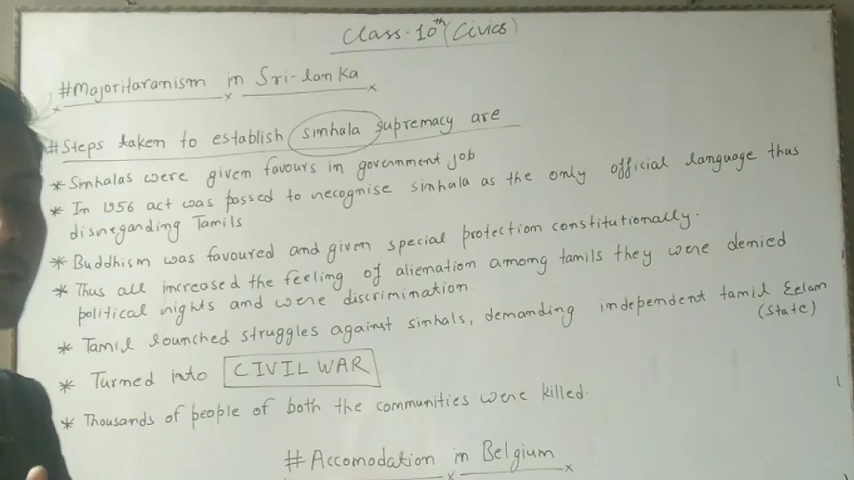 Class-10th (Civics)
#Majoritaranism in Sri-lanka
#Steps taken to establish simhala supremacy are
* Simhalas were given favours in government job
* In 1956 act was passed to recognise simhala as the only official language thus
disregarding Tamils
* Buddhism was favoured and given special protection constitutionally.
* Thus all increased the feeling of aliemation among tamils they were denied
political rights and were discrimination.
* Tamil lounched struggles against simhals, demanding independent tamil Eelam
(State)
* Turned into CIVIL WAR
* Thousands of people of both the communities were killed.
#Accomodation in Belgium